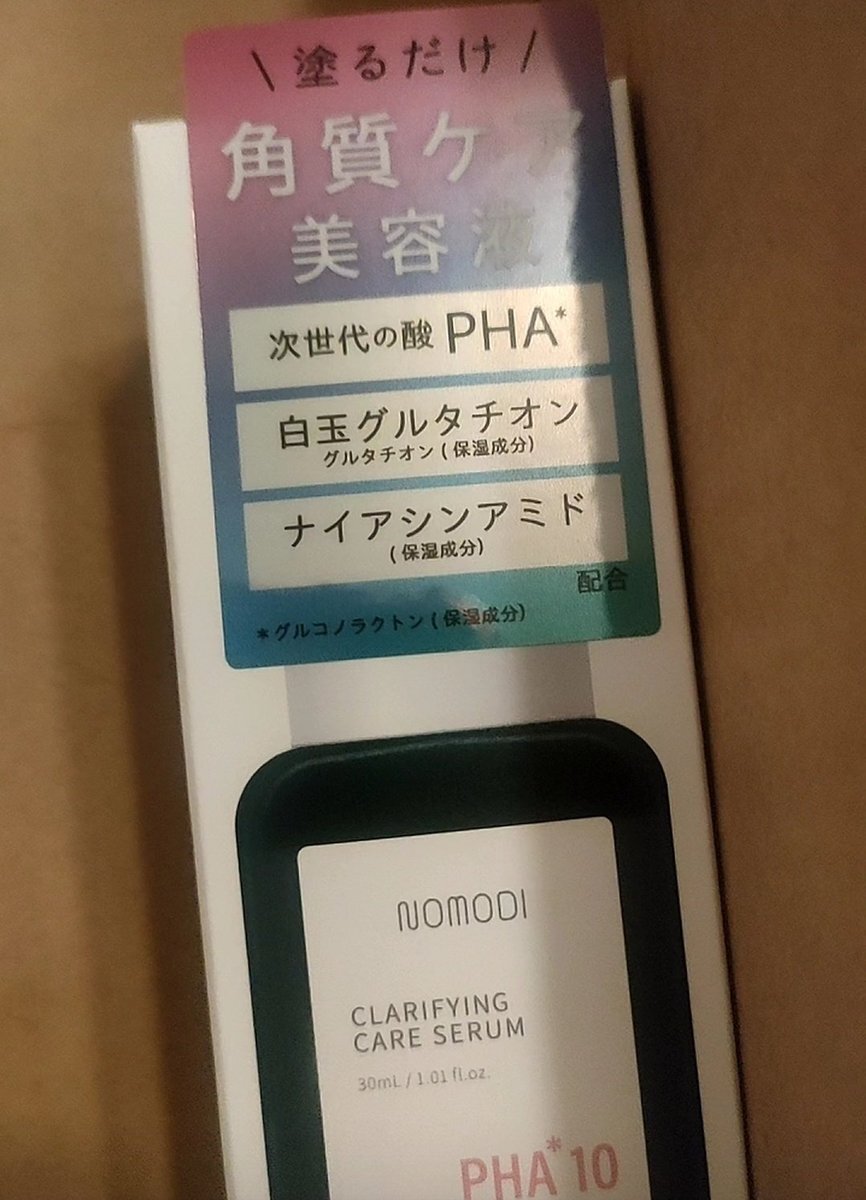 \ 塗るだけ /
角質ケア
美容液
次世代の酸 PHA*
白玉グルタチオン
グルタチオン ( 保湿成分)
ナイアシンアミド
( 保湿成分)
配合
*グルコノラクトン ( 保湿成分)
NOMODI
CLARIFYING
CARE SERUM
30mL / 1.01 fl.oz.
PHA*10